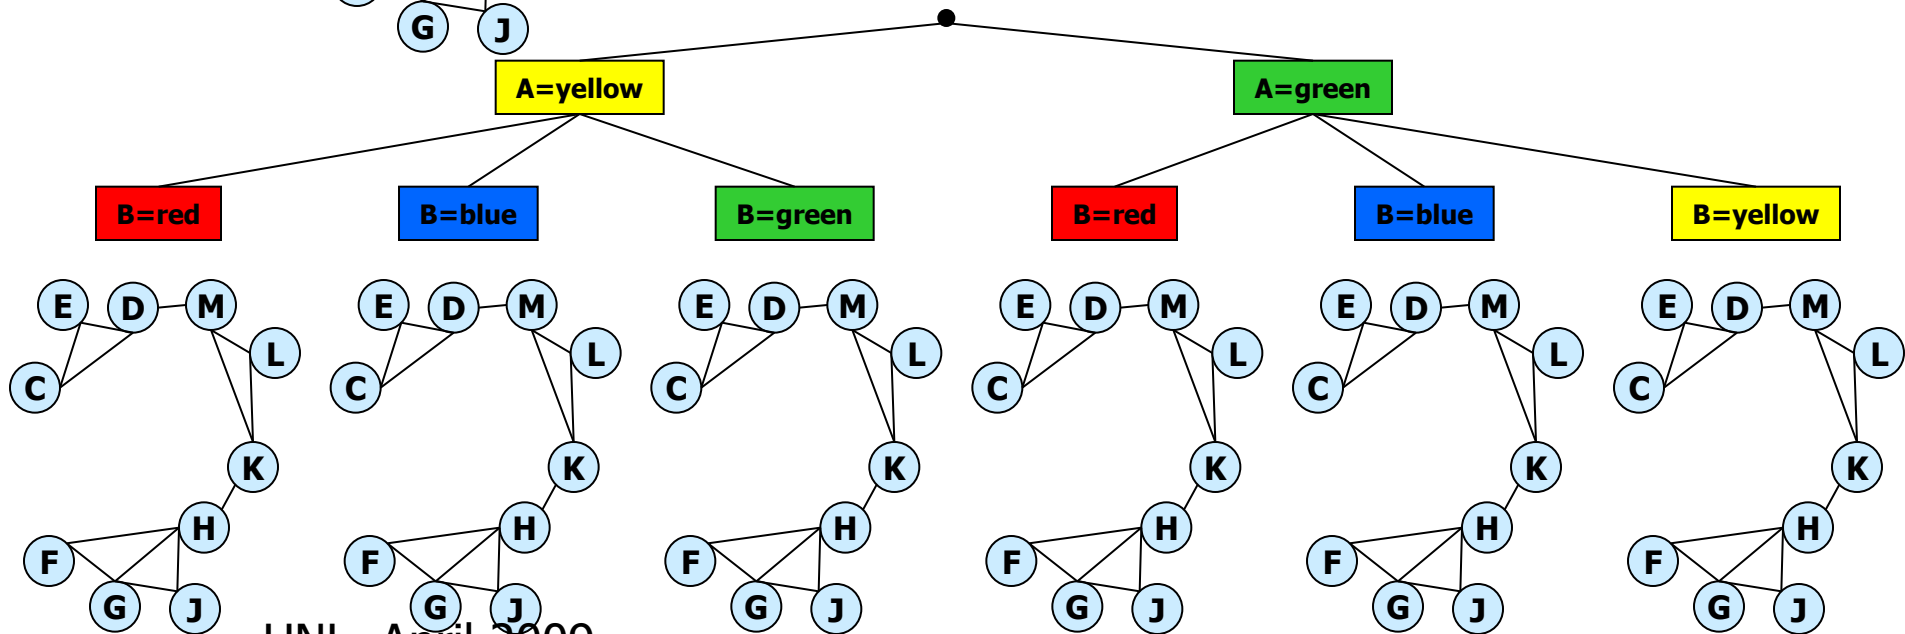 G J
A=yellow A=green
B=red B=blue B=green B=red B=blue B=yellow
E D M E D M E D M E D M E D M E D M
L L L L L L
C C C C C C
K K K K K K
H H H H H H
F F F F F F
G J G J G J G J G J G J